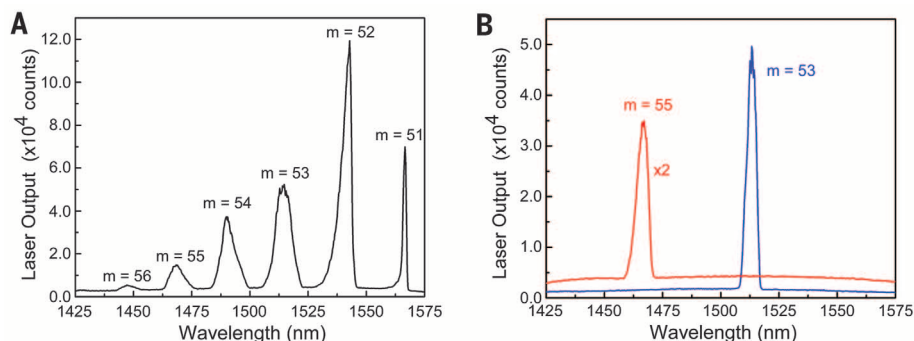 A
Laser Output (x10⁴ counts)
12.0
10.0
8.0
6.0
4.0
2.0
0.0
m = 56
m = 55
m = 54
m = 53
m = 52
m = 51
1425 1450 1475 1500 1525 1550 1575
Wavelength (nm)
B
Laser Output (x10⁴ counts)
5.0
4.0
3.0
2.0
1.0
0.0
m = 55
x2
m = 53
1425 1450 1475 1500 1525 1550 1575
Wavelength (nm)